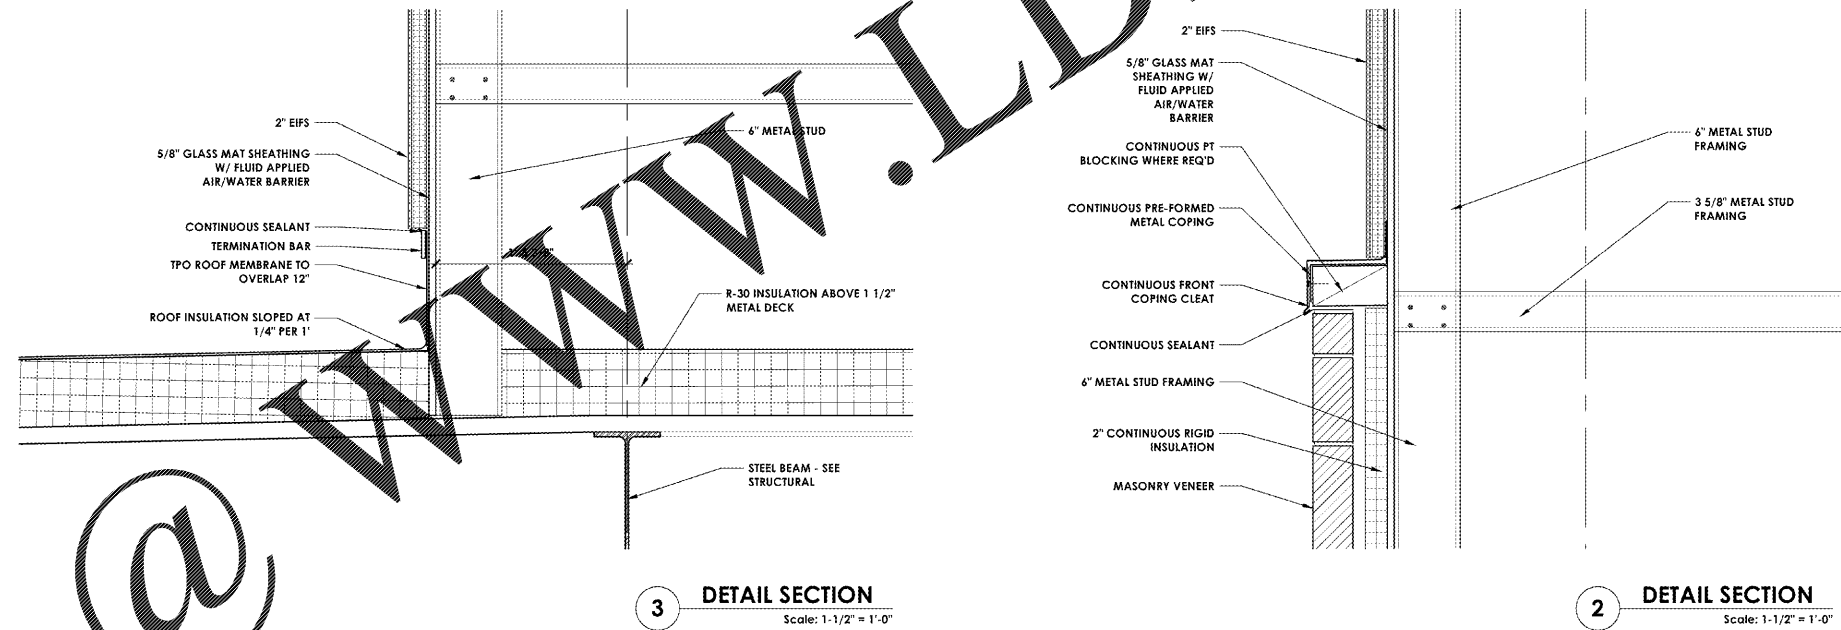 2" EIFS
5/8" GLASS MAT SHEATHING
W/ FLUID APPLIED
AIR/WATER BARRIER
CONTINUOUS SEALANT
TERMINATION BAR
TPO ROOF MEMBRANE TO
OVERLAP 12"
ROOF INSULATION SLOPED AT
1/4" PER 1'
6" METAL STUD
R-30 INSULATION ABOVE 1 1/2"
METAL DECK
STEEL BEAM - SEE
STRUCTURAL
3
DETAIL SECTION
Scale: 1-1/2" = 1'-0"
@ WWW.LD
2" EIFS
5/8" GLASS MAT
SHEATHING W/
FLUID APPLIED
AIR/WATER
BARRIER
CONTINUOUS PT
BLOCKING WHERE REQ'D
CONTINUOUS PRE-FORMED
METAL COPING
CONTINUOUS FRONT
COPING CLEAT
CONTINUOUS SEALANT
6" METAL STUD FRAMING
2" CONTINUOUS RIGID
INSULATION
MASONRY VENEER
6" METAL STUD
FRAMING
3 5/8" METAL STUD
FRAMING
2
DETAIL SECTION
Scale: 1-1/2" = 1'-0"